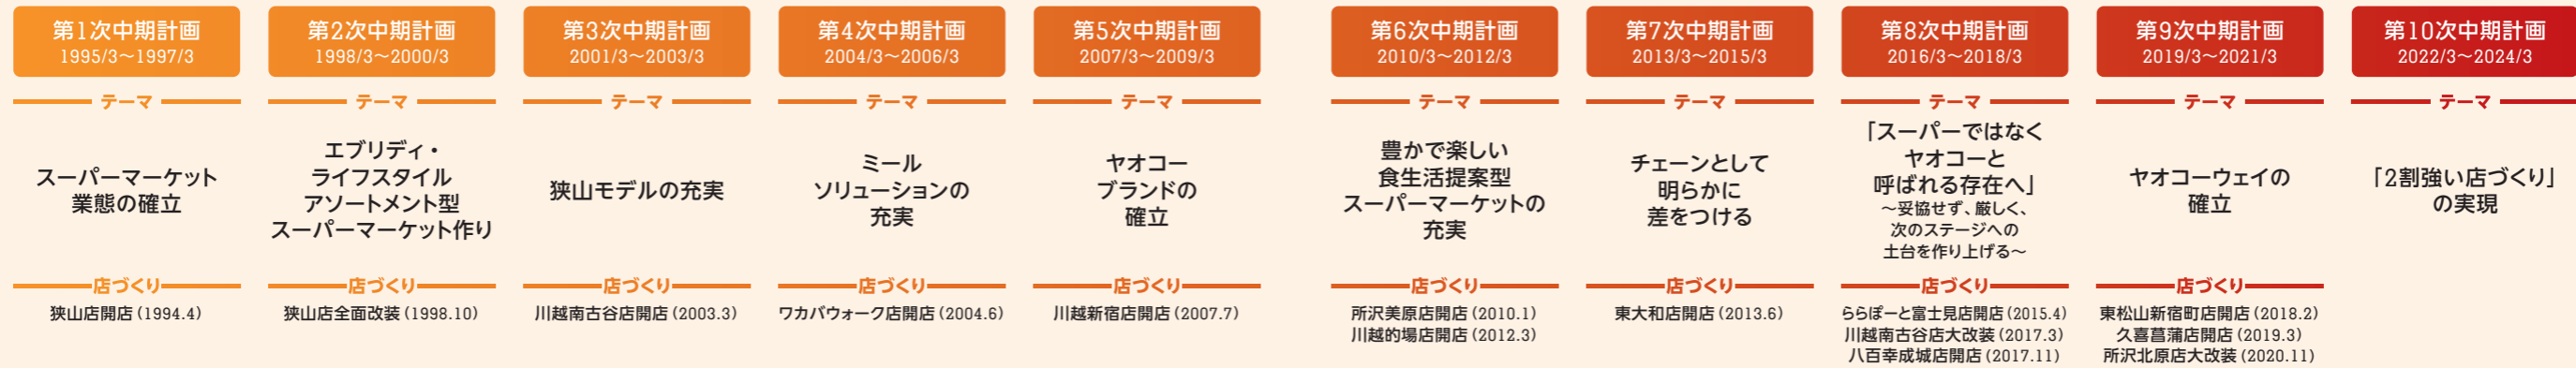 第1次中期計画
1995/3～1997/3
テーマ
スーパーマーケット
業態の確立
店づくり
狭山店開店（1994.4）
第2次中期計画
1998/3～2000/3
テーマ
エブリディ・
ライフスタイル
アソートメント型
スーパーマーケット作り
店づくり
狭山店全面改装（1998.10）
第3次中期計画
2001/3～2003/3
テーマ
狭山モデルの充実
店づくり
川越南古谷店開店（2003.3）
第4次中期計画
2004/3～2006/3
テーマ
ミール
ソリューションの
充実
店づくり
ワカバウォーク店開店（2004.6）
第5次中期計画
2007/3～2009/3
テーマ
ヤオコー
ブランドの
確立
店づくり
川越新宿店開店（2007.7）
第6次中期計画
2010/3～2012/3
テーマ
豊かで楽しい
食生活提案型
スーパーマーケットの
充実
店づくり
所沢美原店開店（2010.1）
川越的場店開店（2012.3）
第7次中期計画
2013/3～2015/3
テーマ
チェーンとして
明らかに
差をつける
店づくり
東大和店開店（2013.6）
第8次中期計画
2016/3～2018/3
テーマ
「スーパーではなく
ヤオコーと
呼ばれる存在へ」
～妥協せず、厳しく、
次のステージへの
土台を作り上げる～
店づくり
ららぽーと富士見店開店（2015.4）
川越南古谷店大改装（2017.3）
八百幸成城店開店（2017.11）
第9次中期計画
2019/3～2021/3
テーマ
ヤオコーウェイの
確立
店づくり
東松山新宿町店開店（2018.2）
久喜菖蒲店開店（2019.3）
所沢北原店大改装（2020.11）
第10次中期計画
2022/3～2024/3
テーマ
「2割強い店づくり」
の実現